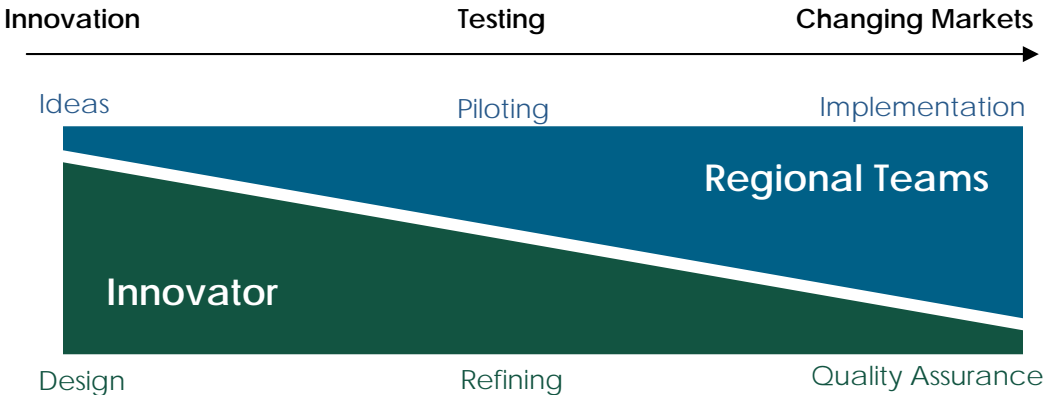 Innovation Testing Changing Markets
Ideas Piloting Implementation
Regional Teams
Innovator
Design Refining Quality Assurance